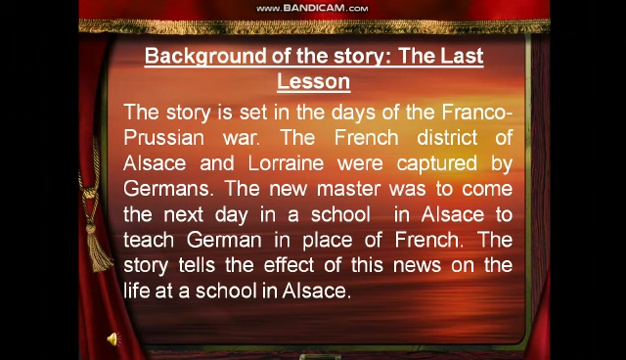 WWW.BANDICAM.COM
Background of the story: The Last
Lesson
The story is set in the days of the Franco-
Prussian war. The French district of
Alsace and Lorraine were captured by
Germans. The new master was to come
the next day in a school in Alsace to
teach German in place of French. The
story tells the effect of this news on the
life at a school in Alsace.